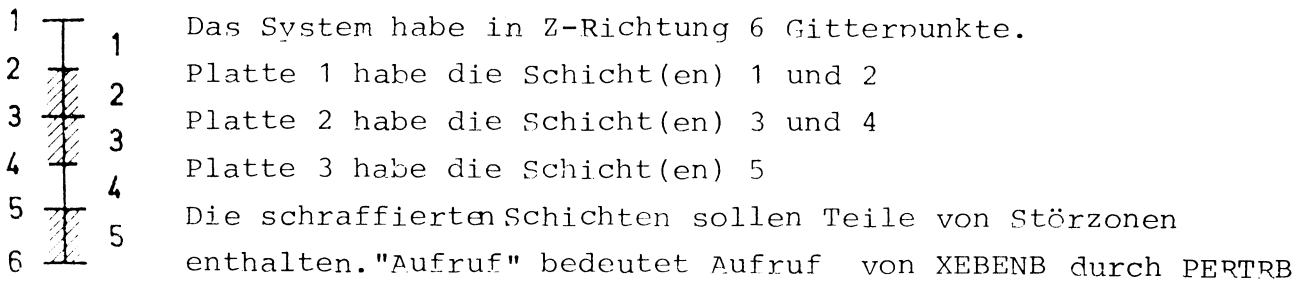 1
1
Das System habe in Z-Richtung 6 Gitterpunkte.
2
2
Platte 1 habe die Schicht(en) 1 und 2
3
3
Platte 2 habe die Schicht(en) 3 und 4
4
4
Platte 3 habe die Schicht(en) 5
5
5
Die schraffierten Schichten sollen Teile von Störzonen
6
enthalten."Aufruf" bedeutet Aufruf von XEBENB durch PERTRB